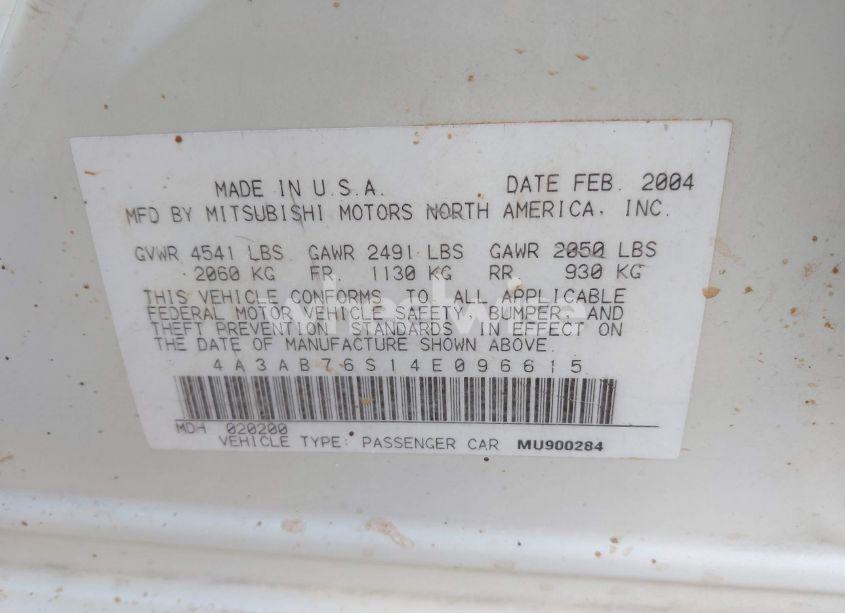 MADE IN U.S.A. DATE FEB. 2004
MFD BY MITSUBISHI MOTORS NORTH AMERICA, INC.
GVWR 4541 LBS GAWR 2491 LBS GAWR 2050 LBS
2060 KG FR. 1130 KG RR. 930 KG
THIS VEHICLE CONFORMS TO ALL APPLICABLE
FEDERAL MOTOR VEHICLE SAFETY, BUMPER, AND
THEFT PREVENTION STANDARDS IN EFFECT ON
THE DATE OF MANUFACTURE SHOWN ABOVE.
4A3AB76S14E096615
MDH 020200
VEHICLE TYPE: PASSENGER CAR MU900284